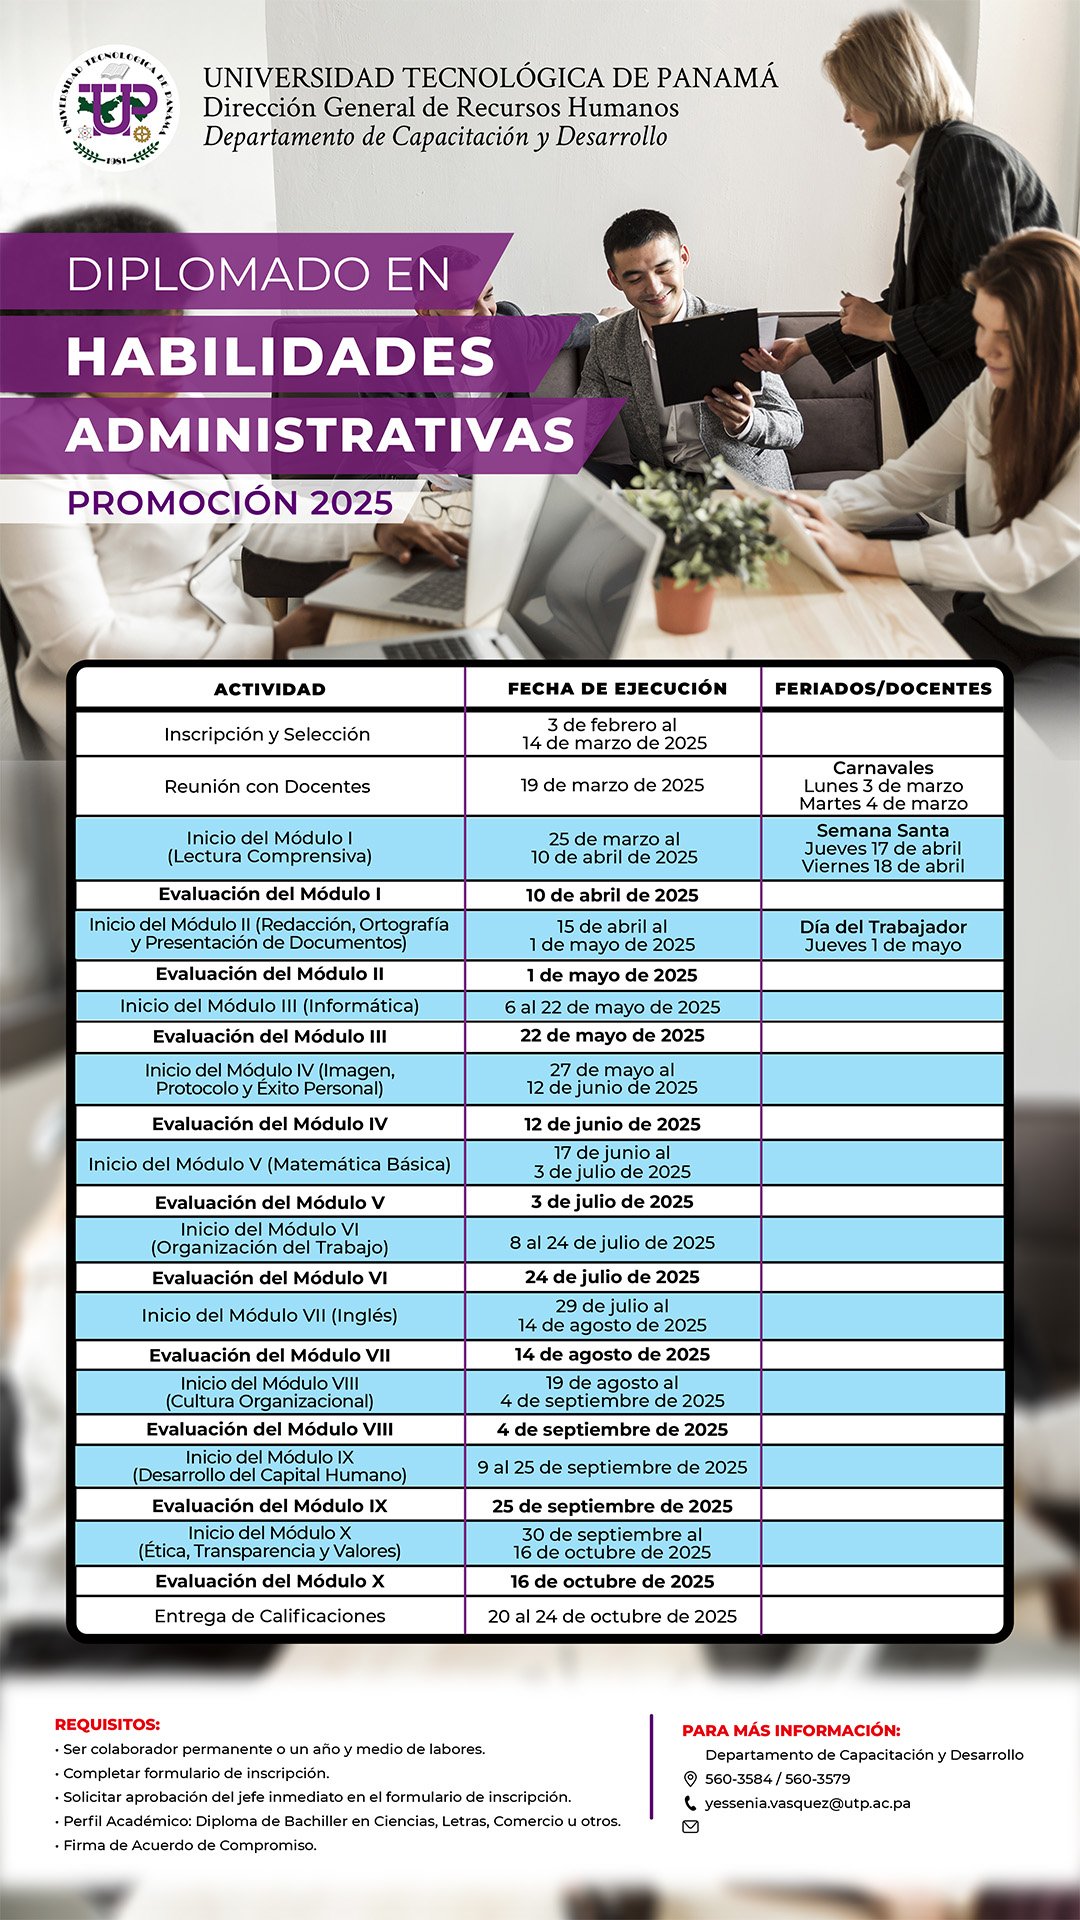 UNIVERSIDAD TECNOLÓGICA DE PANAMÁ
1981
UTP
UNIVERSIDAD TECNOLÓGICA DE PANAMÁ
Dirección General de Recursos Humanos
Departamento de Capacitación y Desarrollo
DIPLOMADO EN
HABILIDADES
ADMINISTRATIVAS
PROMOCIÓN 2025
ACTIVIDAD FECHA DE EJECUCIÓN FERIADOS/DOCENTES
Inscripción y Selección
3 de febrero al
14 de marzo de 2025
Reunión con Docentes
19 de marzo de 2025
Carnavales
Lunes 3 de marzo
Martes 4 de marzo
Inicio del Módulo I
(Lectura Comprensiva)
25 de marzo al
10 de abril de 2025
Semana Santa
Jueves 17 de abril
Viernes 18 de abril
Evaluación del Módulo I 10 de abril de 2025
Inicio del Módulo II (Redacción, Ortografía
y Presentación de Documentos)
15 de abril al
1 de mayo de 2025
Día del Trabajador
Jueves 1 de mayo
Evaluación del Módulo II 1 de mayo de 2025
Inicio del Módulo III (Informática) 6 al 22 de mayo de 2025
Evaluación del Módulo III 22 de mayo de 2025
Inicio del Módulo IV (Imagen,
Protocolo y Éxito Personal)
27 de mayo al
12 de junio de 2025
Evaluación del Módulo IV 12 de junio de 2025
Inicio del Módulo V (Matemática Básica)
17 de junio al
3 de julio de 2025
Evaluación del Módulo V 3 de julio de 2025
Inicio del Módulo VI
(Organización del Trabajo)
8 al 24 de julio de 2025
Evaluación del Módulo VI 24 de julio de 2025
Inicio del Módulo VII (Inglés)
29 de julio al
14 de agosto de 2025
Evaluación del Módulo VII 14 de agosto de 2025
Inicio del Módulo VIII
(Cultura Organizacional)
19 de agosto al
4 de septiembre de 2025
Evaluación del Módulo VIII 4 de septiembre de 2025
Inicio del Módulo IX
(Desarrollo del Capital Humano)
9 al 25 de septiembre de 2025
Evaluación del Módulo IX 25 de septiembre de 2025
Inicio del Módulo X
(Ética, Transparencia y Valores)
30 de septiembre al
16 de octubre de 2025
Evaluación del Módulo X 16 de octubre de 2025
Entrega de Calificaciones 20 al 24 de octubre de 2025
REQUISITOS:
• Ser colaborador permanente o un año y medio de labores.
• Completar formulario de inscripción.
• Solicitar aprobación del jefe inmediato en el formulario de inscripción.
• Perfil Académico: Diploma de Bachiller en Ciencias, Letras, Comercio u otros.
• Firma de Acuerdo de Compromiso.
PARA MÁS INFORMACIÓN:
Departamento de Capacitación y Desarrollo
560-3584 / 560-3579
yessenia.vasquez@utp.ac.pa